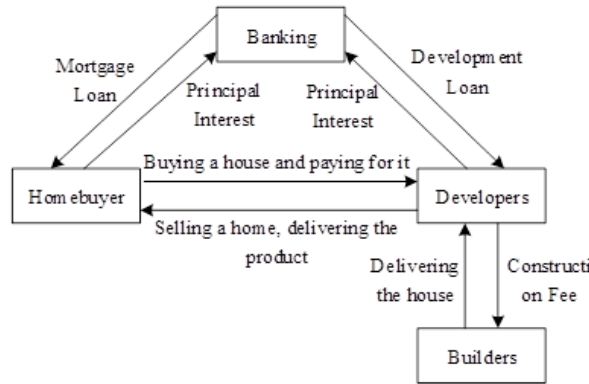 Banking
Mortgage
Loan
Principal
Interest
Principal
Interest
Development
Loan
Buying a house and paying for it
Homebuyer
Developers
Selling a home, delivering the
product
Delivering
the house
Constructi
on Fee
Builders